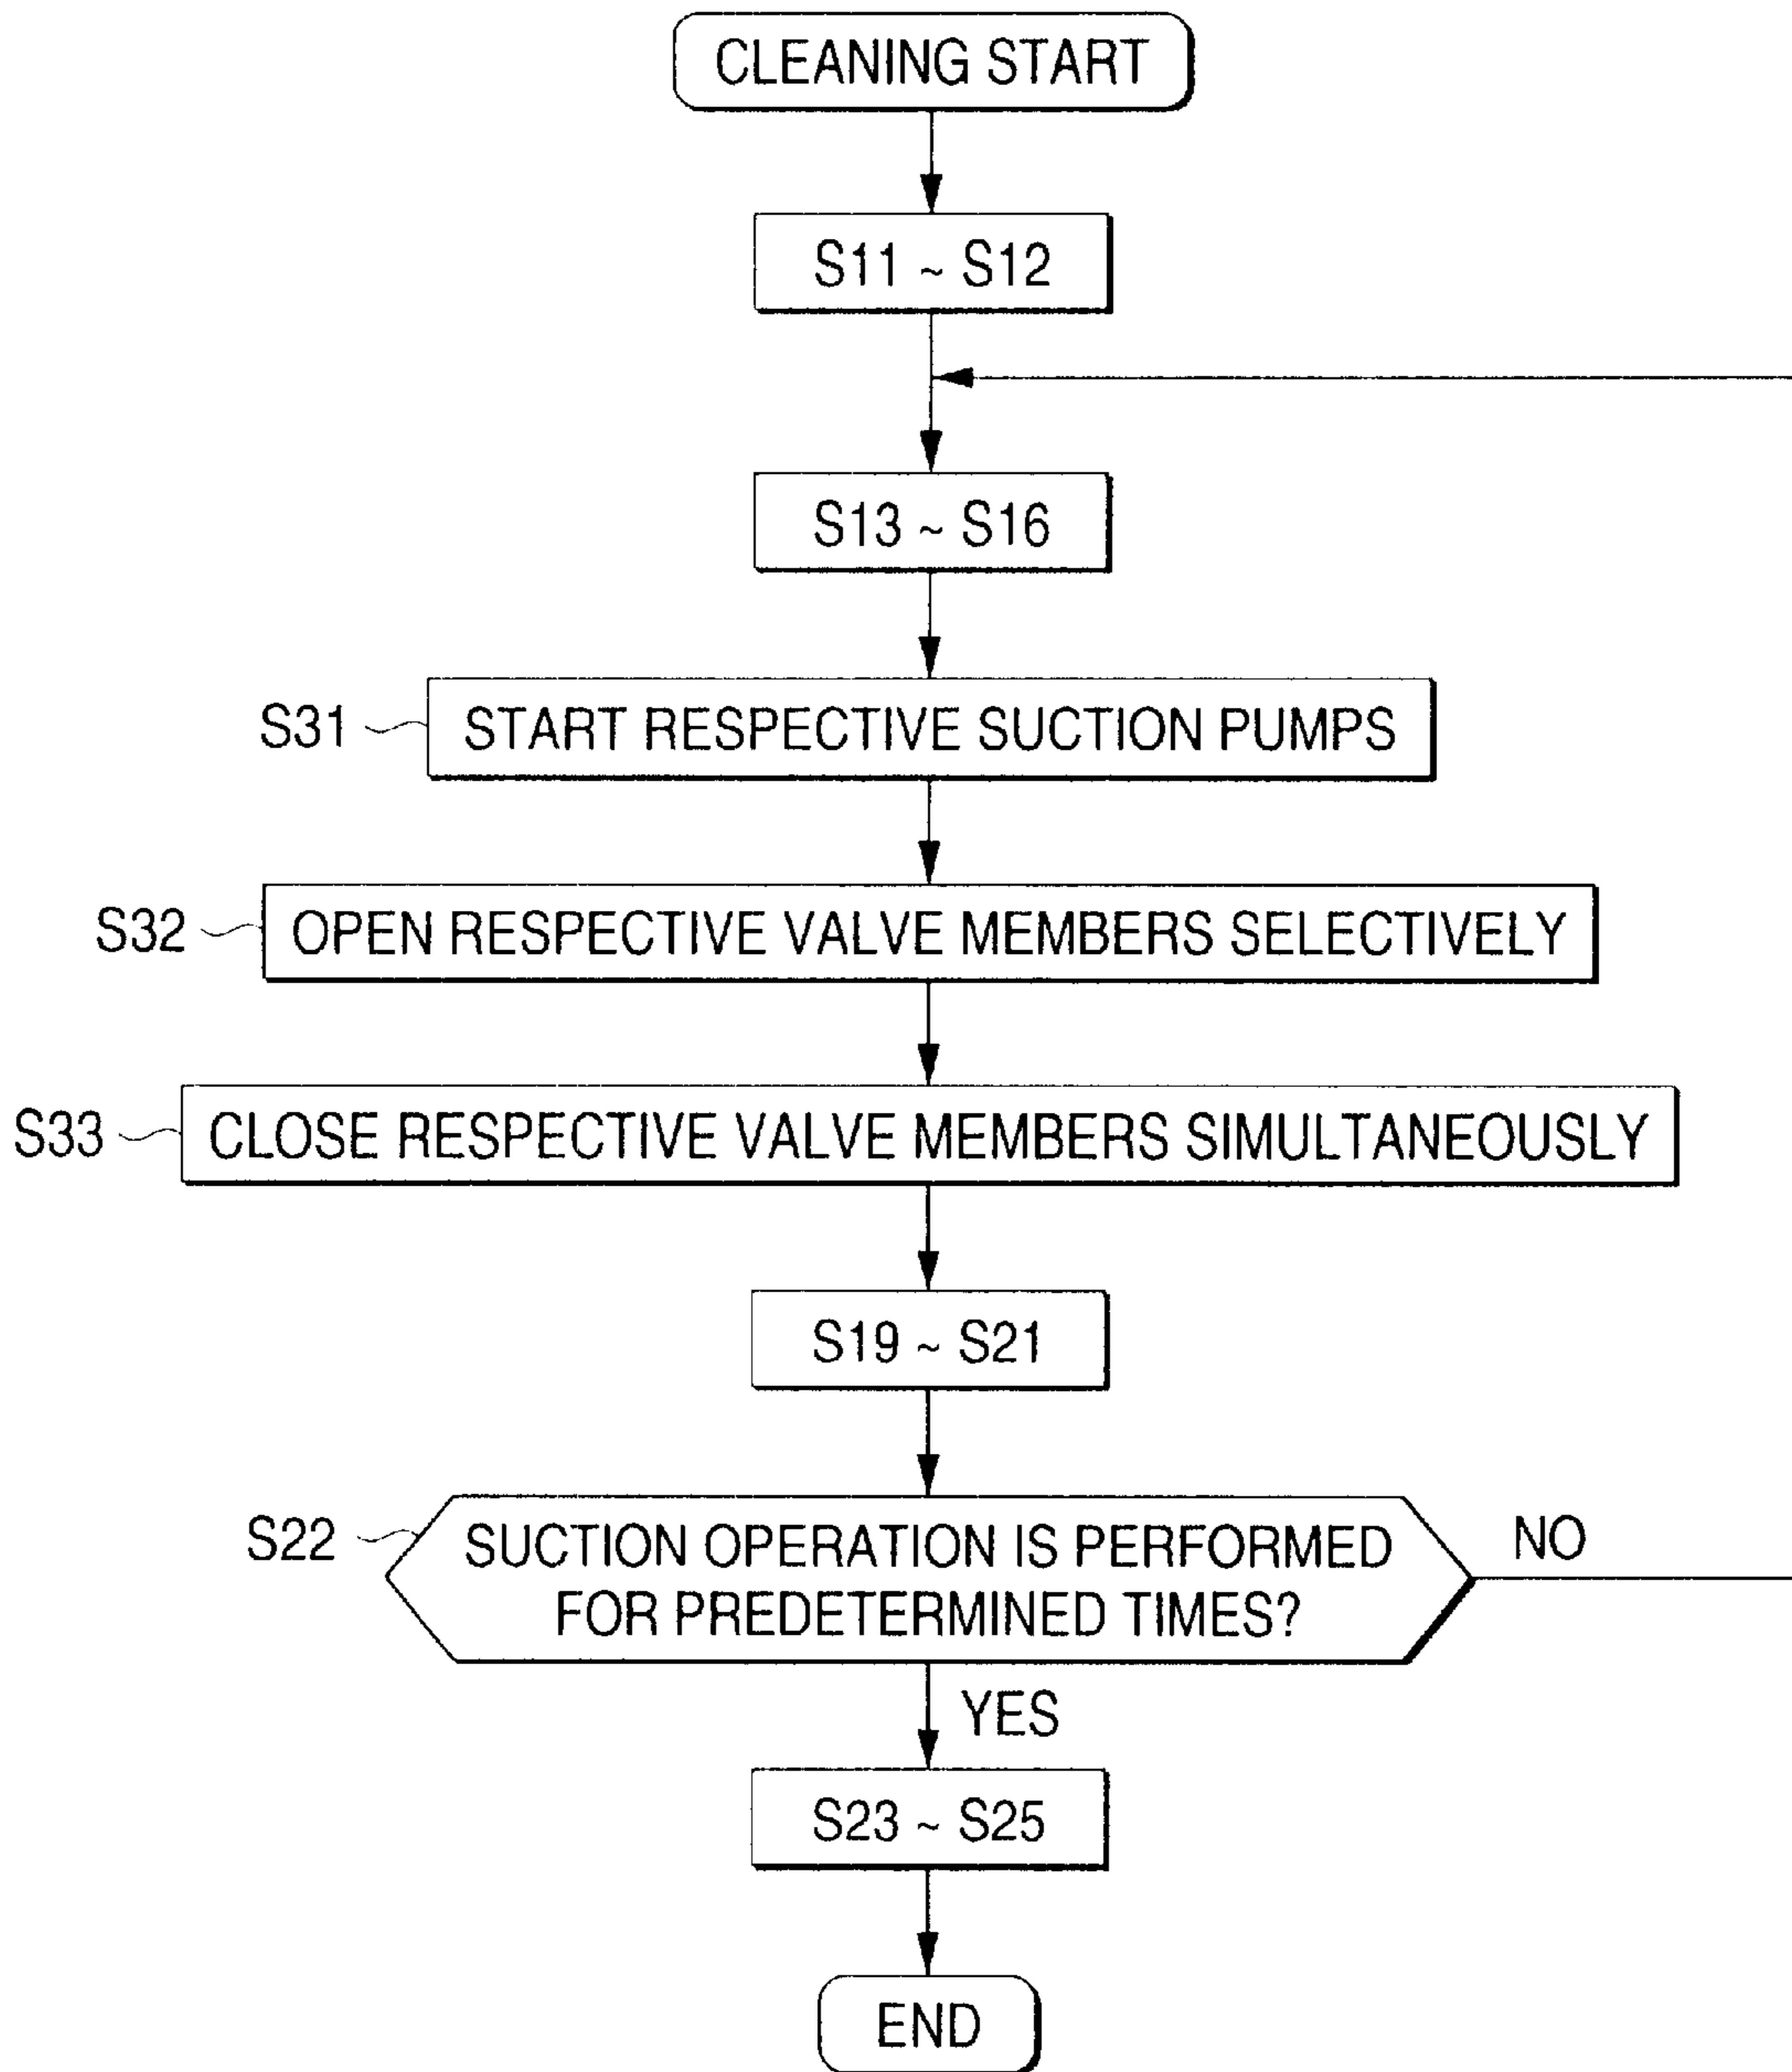 CLEANING START
S11 ~ S12
S13 ~ S16
S31
START RESPECTIVE SUCTION PUMPS
S32
OPEN RESPECTIVE VALVE MEMBERS SELECTIVELY
S33
CLOSE RESPECTIVE VALVE MEMBERS SIMULTANEOUSLY
S19 ~ S21
S22
SUCTION OPERATION IS PERFORMED
FOR PREDETERMINED TIMES?
NO
YES
S23 ~ S25
END